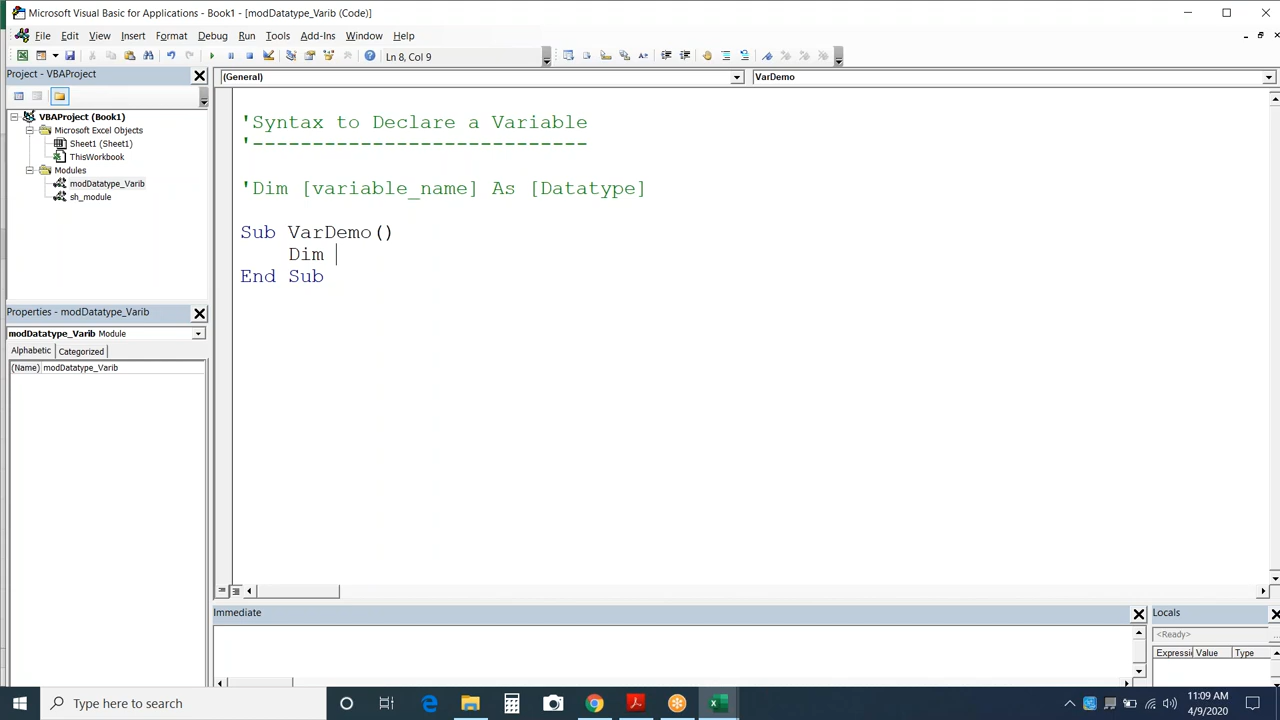 Microsoft Visual Basic for Applications - Book1 - [modDatatype_Varib (Code)]
File Edit View Insert Format Debug Run Tools Add-Ins Window Help
Ln 8, Col 9
Project - VBAProject
(General)
VarDemo
VBAProject (Book1)
Microsoft Excel Objects
Sheet1 (Sheet1)
ThisWorkbook
Modules
modDatatype_Varib
sh_module
'Syntax to Declare a Variable
'----------------------------
'Dim [variable_name] As [Datatype]
Sub VarDemo()
Dim
End Sub
Properties - modDatatype_Varib
modDatatype_Varib Module
Alphabetic Categorized
(Name) modDatatype_Varib
Immediate
Locals
<Ready>
...
Expressi Value Type
Type here to search
11:09 AM
4/9/2020